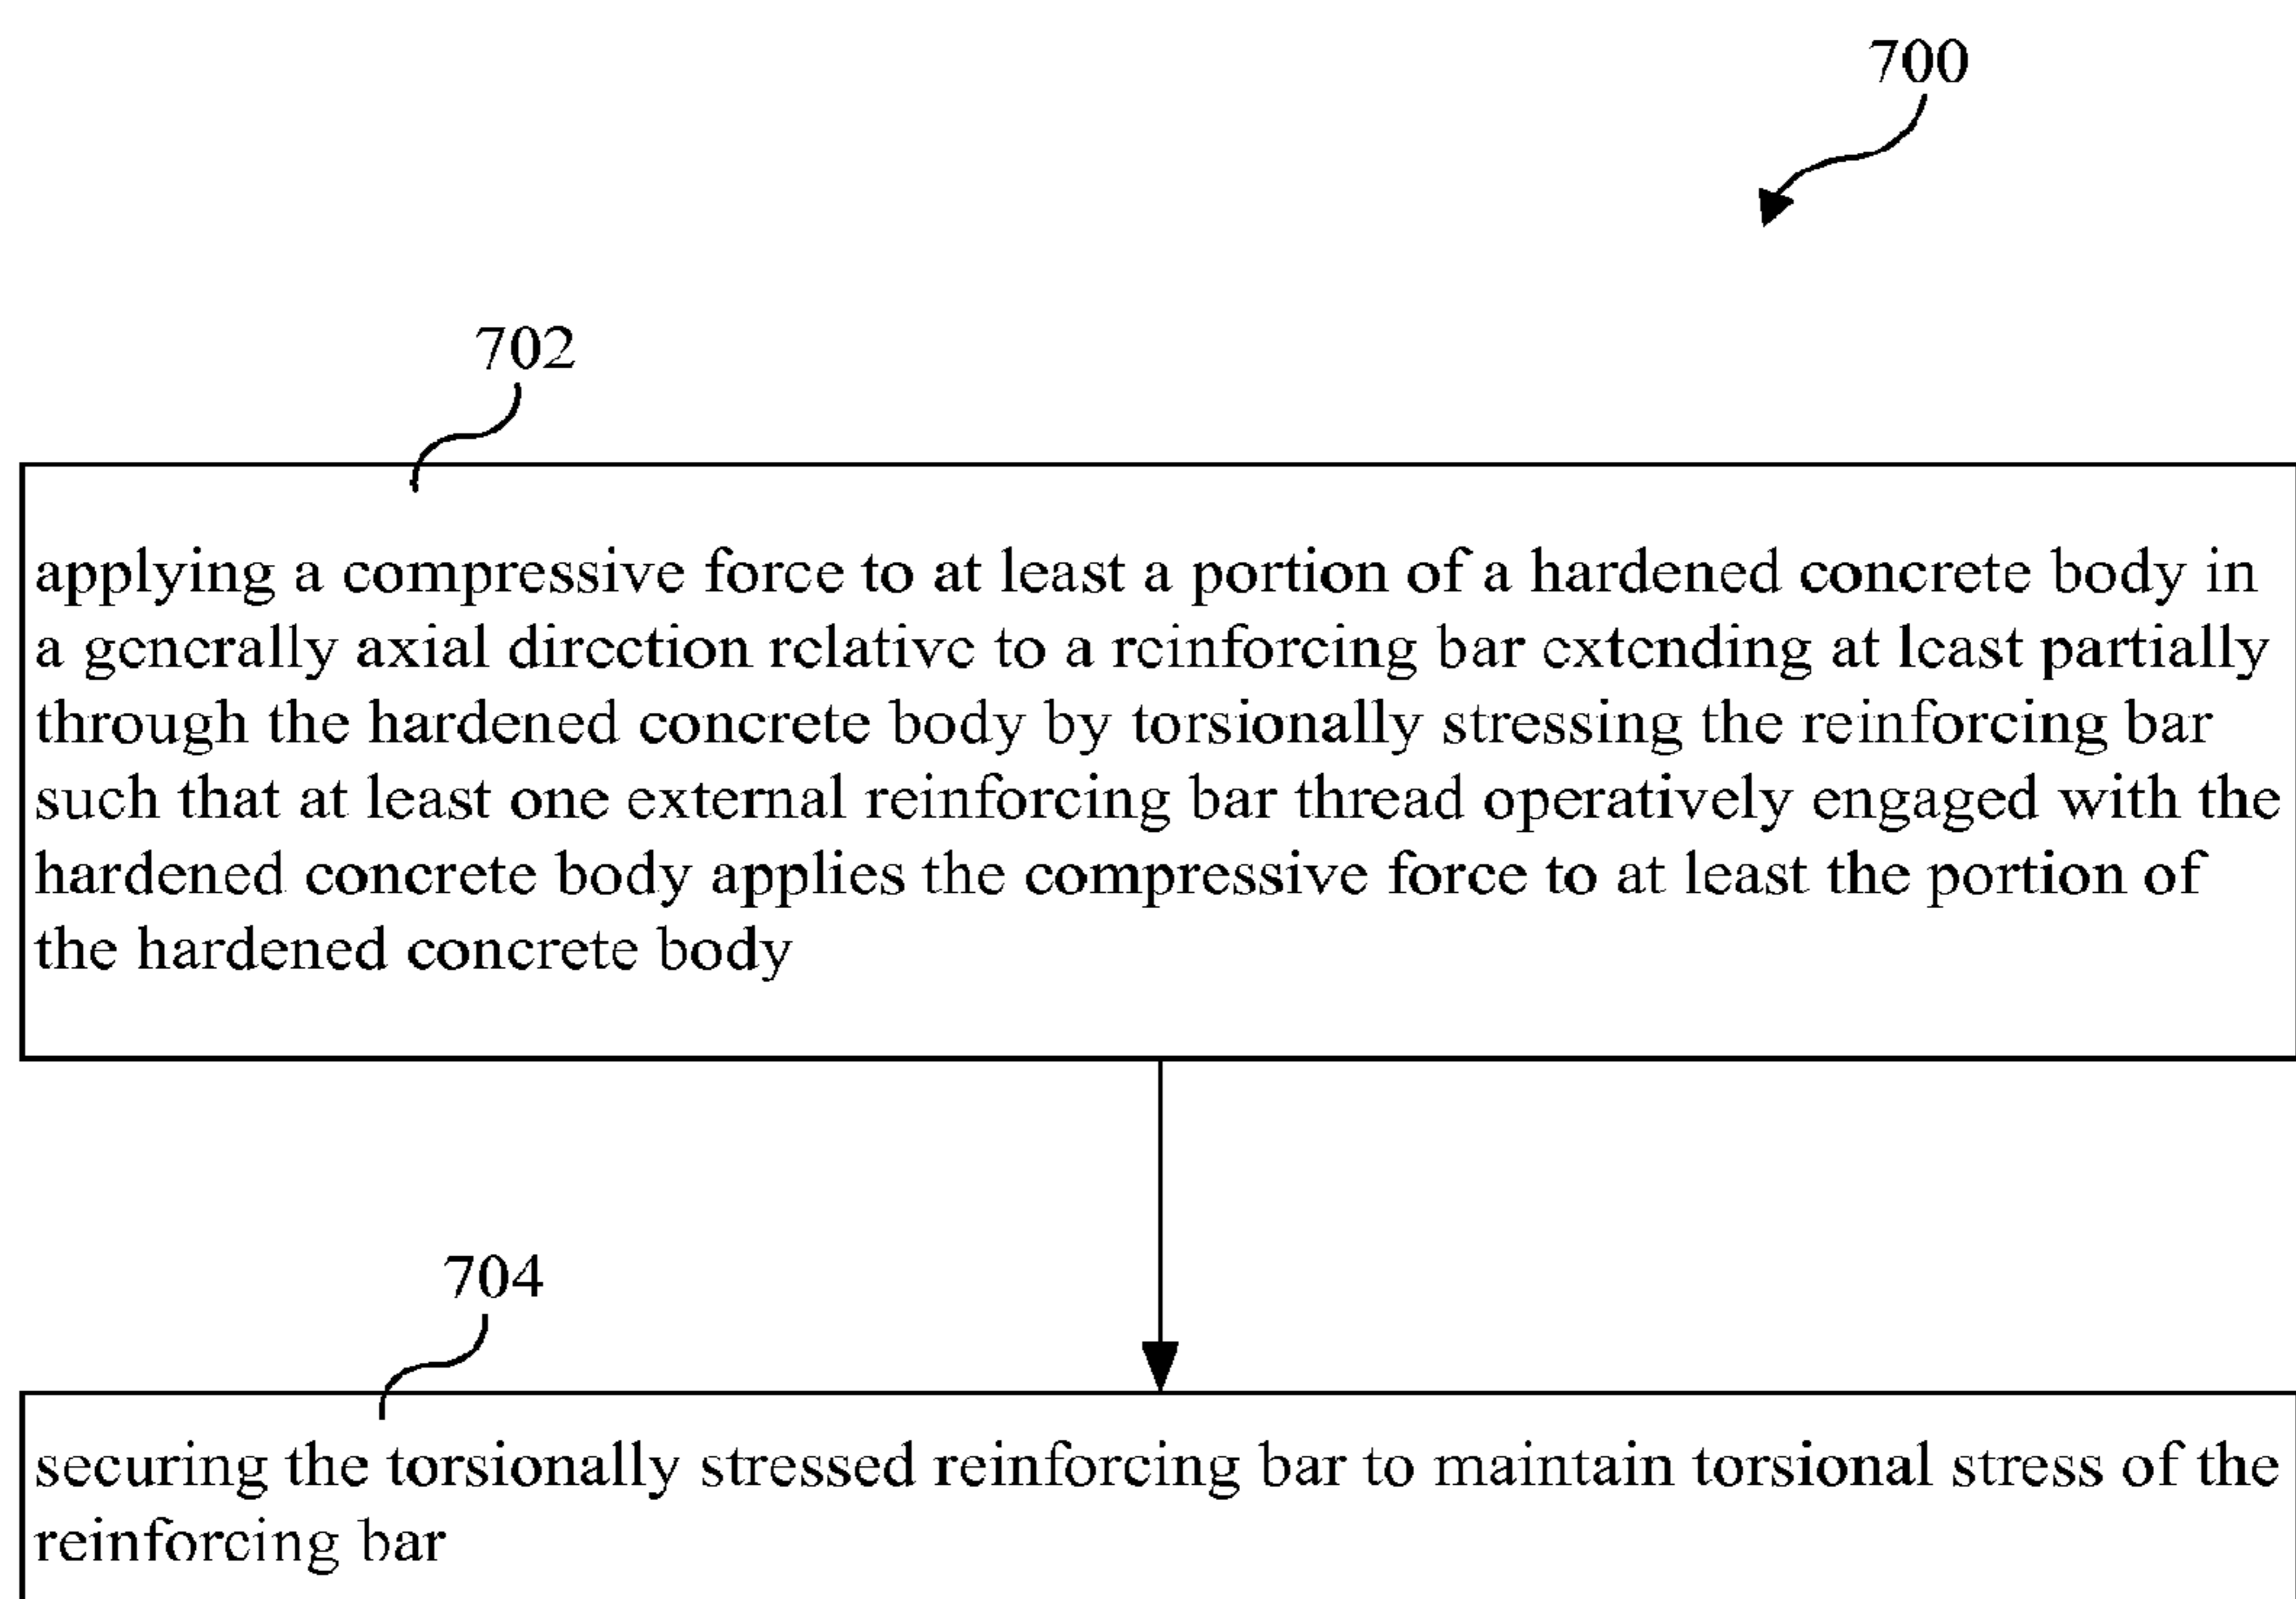 700
702
applying a compressive force to at least a portion of a hardened concrete body in
a generally axial direction relative to a reinforcing bar extending at least partially
through the hardened concrete body by torsionally stressing the reinforcing bar
such that at least one external reinforcing bar thread operatively engaged with the
hardened concrete body applies the compressive force to at least the portion of
the hardened concrete body
704
securing the torsionally stressed reinforcing bar to maintain torsional stress of the
reinforcing bar